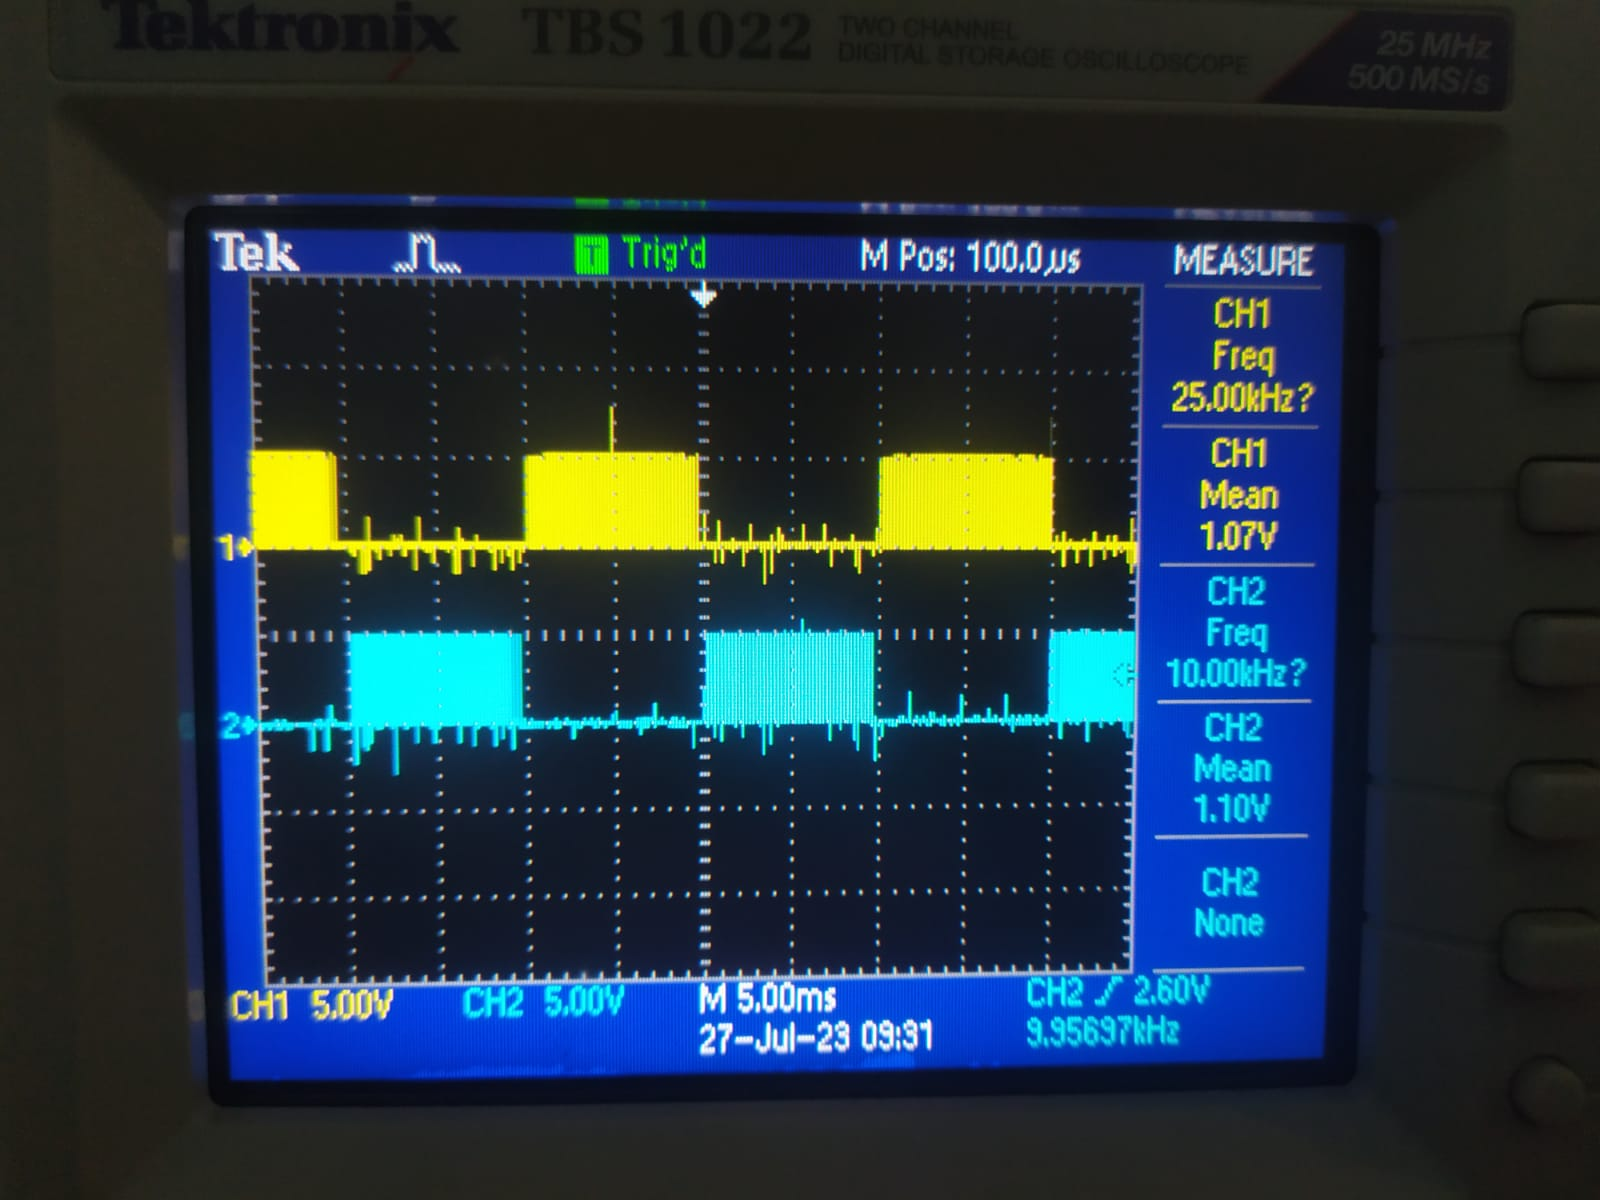 Tektronix TBS 1022 TWO CHANNEL
DIGITAL STORAGE OSCILLOSCOPE
25 MHz
500 MS/s
Tek T Trig'd M Pos: 100.0µs MEASURE
CH1
Freq
25.00kHz?
CH1
Mean
1.07V
CH2
Freq
10.00kHz?
CH2
Mean
1.10V
CH2
None
1
2
CH1 5.00V CH2 5.00V M 5.00ms CH2 2.60V
27-Jul-23 09:31 9.95697kHz